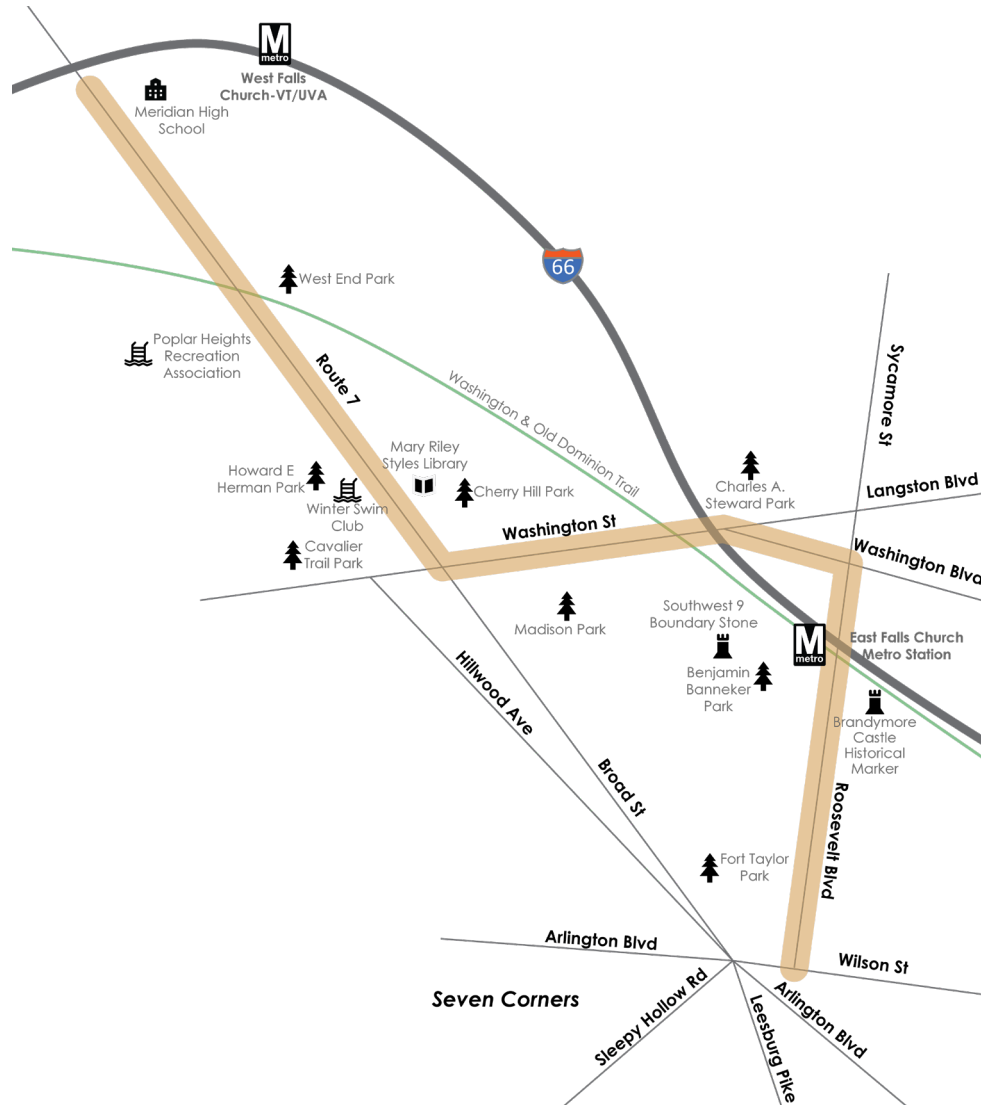 M
metro
West Falls
Church-VT/UVA
Meridian High
School
66
West End Park
Poplar Heights
Recreation
Association
Route 7
Sycamore St
Washington & Old Dominion Trail
Mary Riley
Styles Library
Howard E
Herman Park
Cherry Hill Park
Winter Swim
Club
Charles A.
Steward Park
Langston Blvd
Washington St
Cavalier
Trail Park
Washington Blvd
Southwest 9
Boundary Stone
Madison Park
M
metro
East Falls Church
Metro Station
Hillwood Ave
Benjamin
Banneker
Park
Brandymore
Castle
Historical
Marker
Broad St
Roosevelt Blvd
Fort Taylor
Park
Arlington Blvd
Wilson St
Seven Corners
Sleepy Hollow Rd
Leesburg Pike
Arlington Blvd